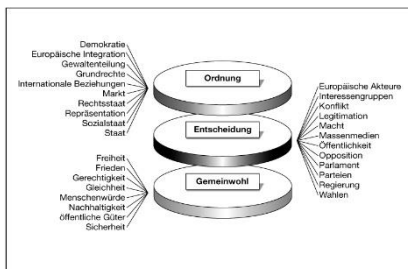 Demokratie
Europäische Integration
Gewaltenteilung
Grundrechte
Internationale Beziehungen
Markt
Rechtsstaat
Repräsentation
Sozialstaat
Staat
Ordnung
Entscheidung
Europäische Akteure
Interessengruppen
Konflikt
Legitimation
Macht
Massenmedien
Öffentlichkeit
Opposition
Parlament
Parteien
Regierung
Wahlen
Freiheit
Frieden
Gerechtigkeit
Gleichheit
Menschenwürde
Nachhaltigkeit
öffentliche Güter
Sicherheit
Gemeinwohl